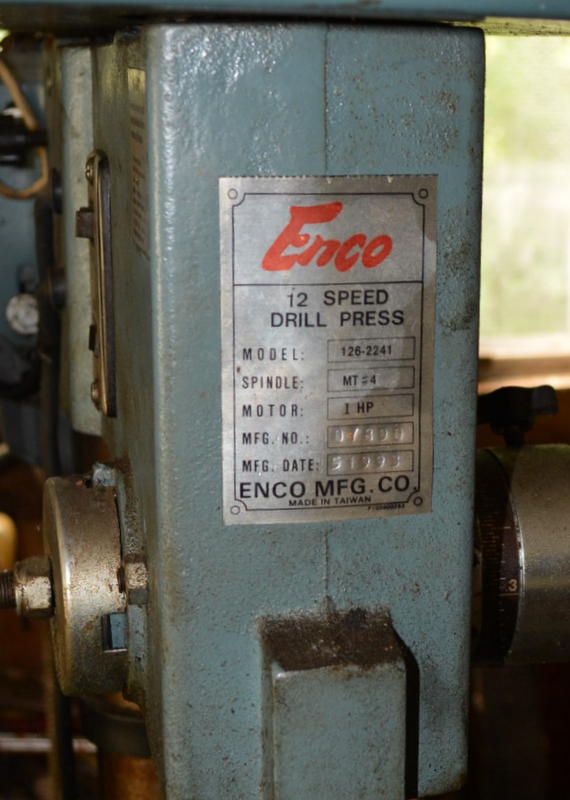 Enco
12 SPEED
DRILL PRESS
MODEL: 126-2241
SPINDLE: MT#4
MOTOR: 1 HP
MFG. NO.:
MFG. DATE:
ENCO MFG. CO.
MADE IN TAIWAN
3